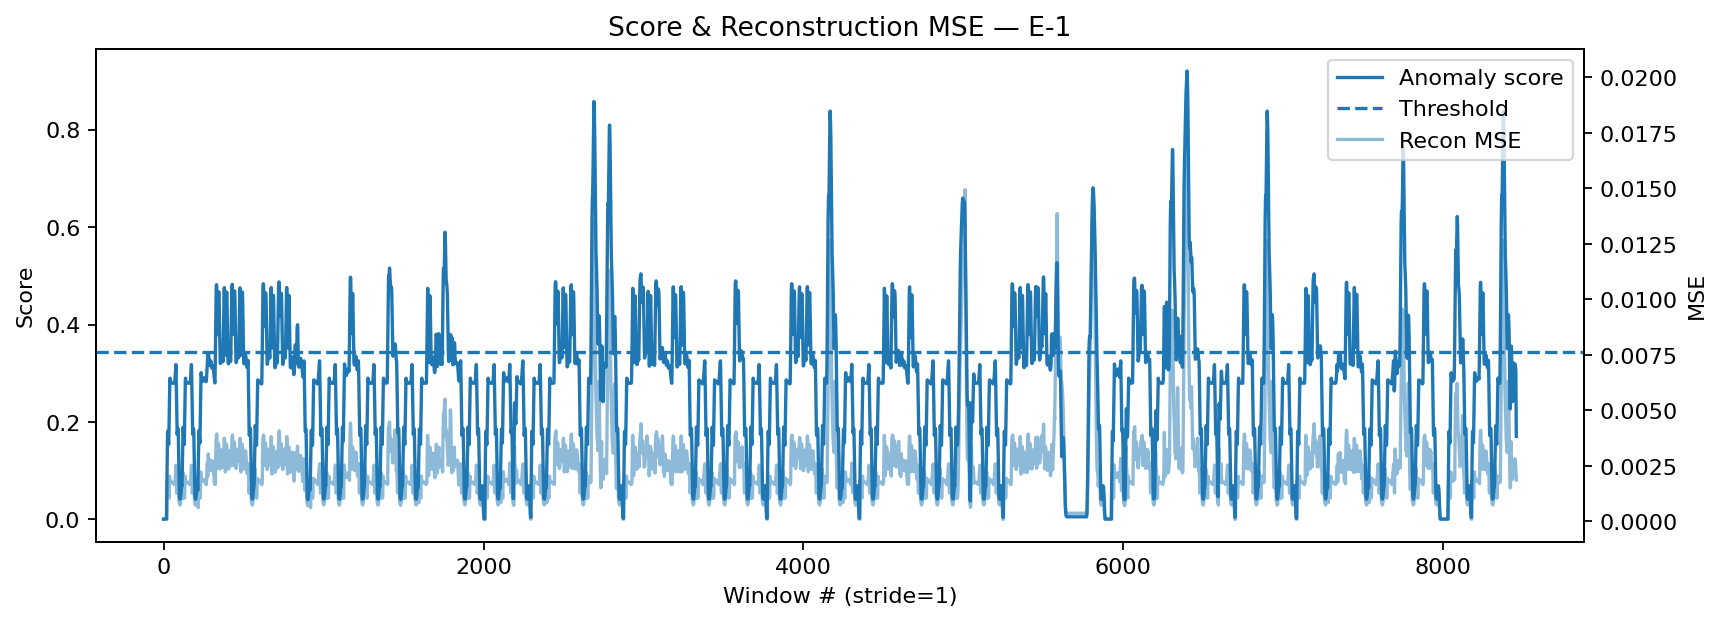 Score & Reconstruction MSE — E-1
Anomaly score
Threshold
Recon MSE
Score
0.8
0.6
0.4
0.2
0.0
0.0200
0.0175
0.0150
0.0125
0.0100
0.0075
0.0050
0.0025
0.0000
MSE
0 2000 4000 6000 8000
Window # (stride=1)